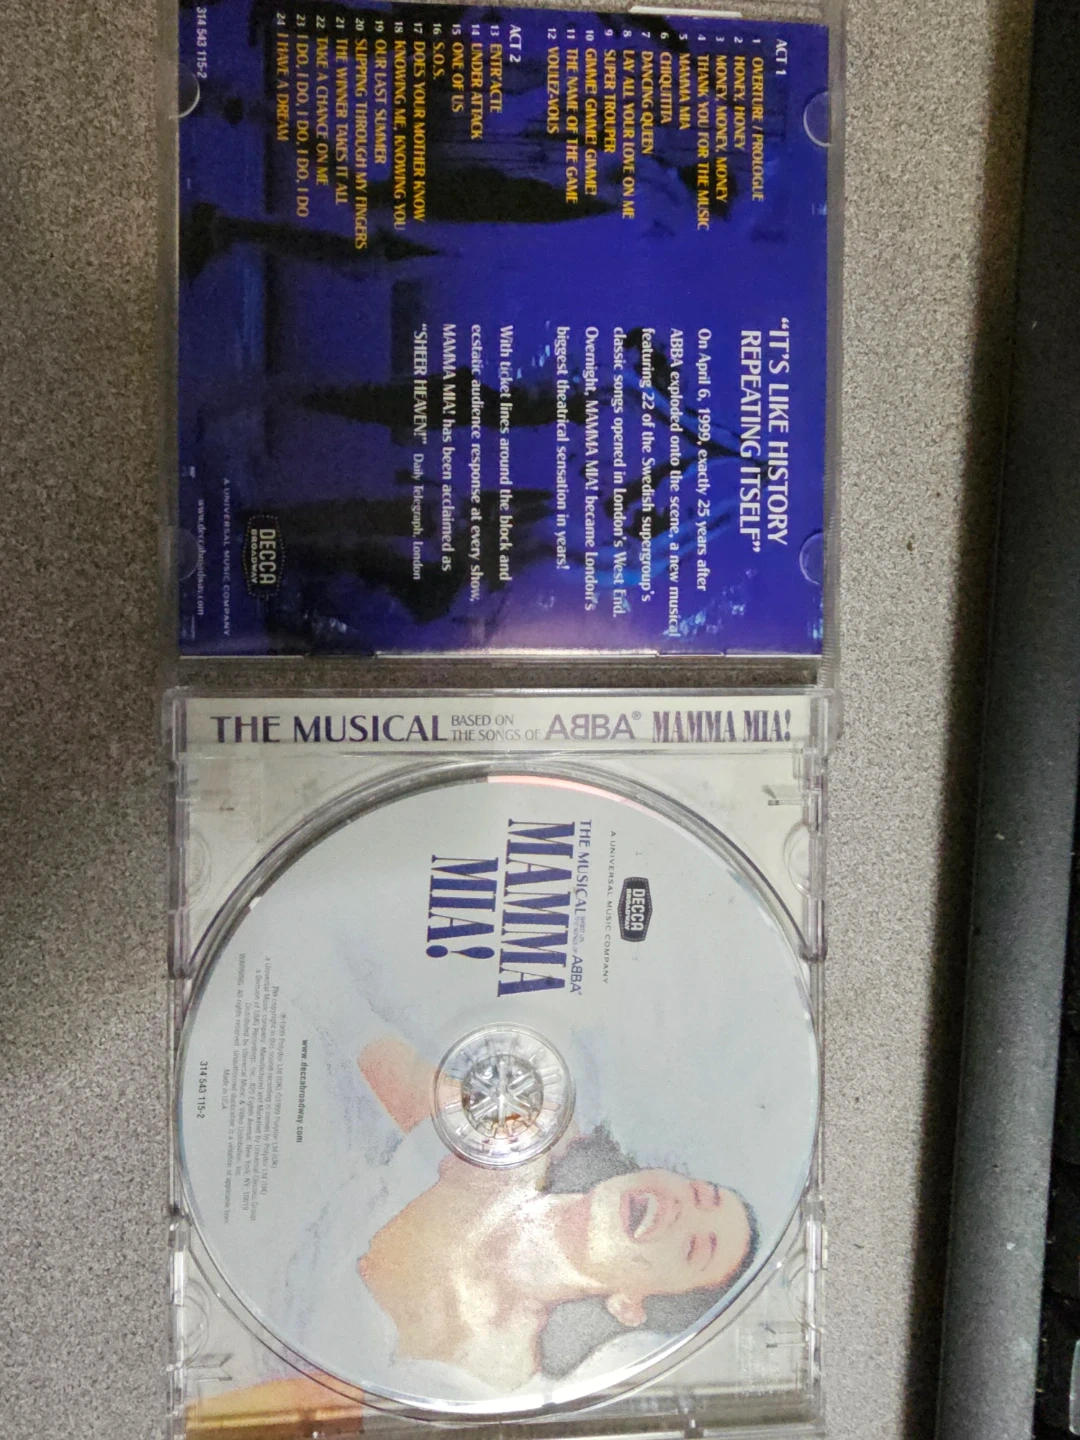 ACT 1
1 OVERTURE / PROLOGUE
2 HONEY, HONEY
3 MONEY, MONEY, MONEY
4 THANK YOU FOR THE MUSIC
5 MAMMA MIA
6 CHIQUITITA
7 DANCING QUEEN
8 LAY ALL YOUR LOVE ON ME
9 SUPER TROUPER
10 GIMME! GIMME! GIMME!
11 THE NAME OF THE GAME
12 VOULEZ-VOUS
ACT 2
13 ENTR'ACTE
14 UNDER ATTACK
15 ONE OF US
16 S.O.S.
17 DOES YOUR MOTHER KNOW
18 KNOWING ME, KNOWING YOU
19 OUR LAST SUMMER
20 SLIPPING THROUGH MY FINGERS
21 THE WINNER TAKES IT ALL
22 TAKE A CHANCE ON ME
23 I DO, I DO, I DO, I DO, I DO
24 I HAVE A DREAM
314 543 115-2
"IT'S LIKE HISTORY
REPEATING ITSELF"
On April 6, 1999, exactly 25 years after
ABBA exploded onto the scene, a new musical
featuring 22 of the Swedish supergroup's
classic songs opened in London's West End.
Overnight, MAMMA MIA! became London's
biggest theatrical sensation in years!
With ticket lines around the block and
ecstatic audience response at every show,
MAMMA MIA! has been acclaimed as
"SHEER HEAVEN!" Daily Telegraph, London
DECCA
BROADWAY
A UNIVERSAL MUSIC COMPANY
www.deccabroadway.com
THE MUSICAL BASED ON THE SONGS OF ABBA® MAMMA MIA!
DECCA
BROADWAY
A UNIVERSAL MUSIC COMPANY
THE MUSICAL BASED ON THE SONGS OF ABBA®
MAMMA
MIA!
www.deccabroadway.com
314 543 115-2
Made in USA